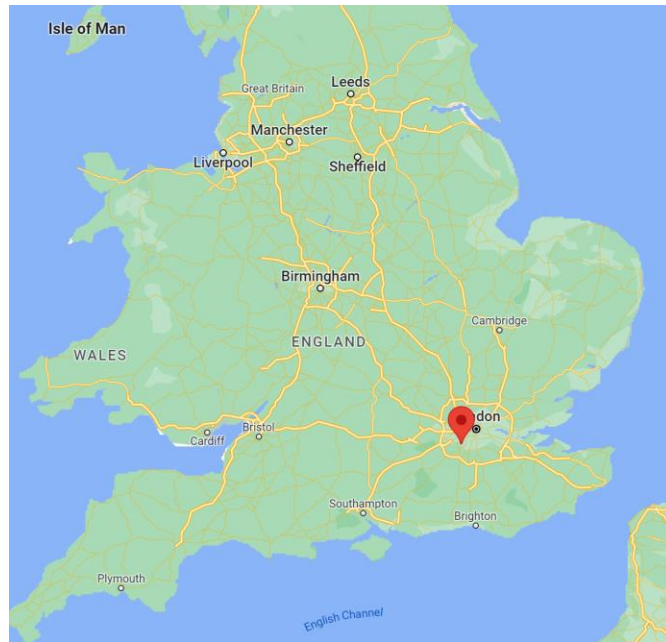 Isle of Man
Leeds
Great Britain
Manchester
Liverpool
Sheffield
Birmingham
Cambridge
ENGLAND
WALES
don
Bristol
Cardiff
Southampton
Brighton
Plymouth
English Channel